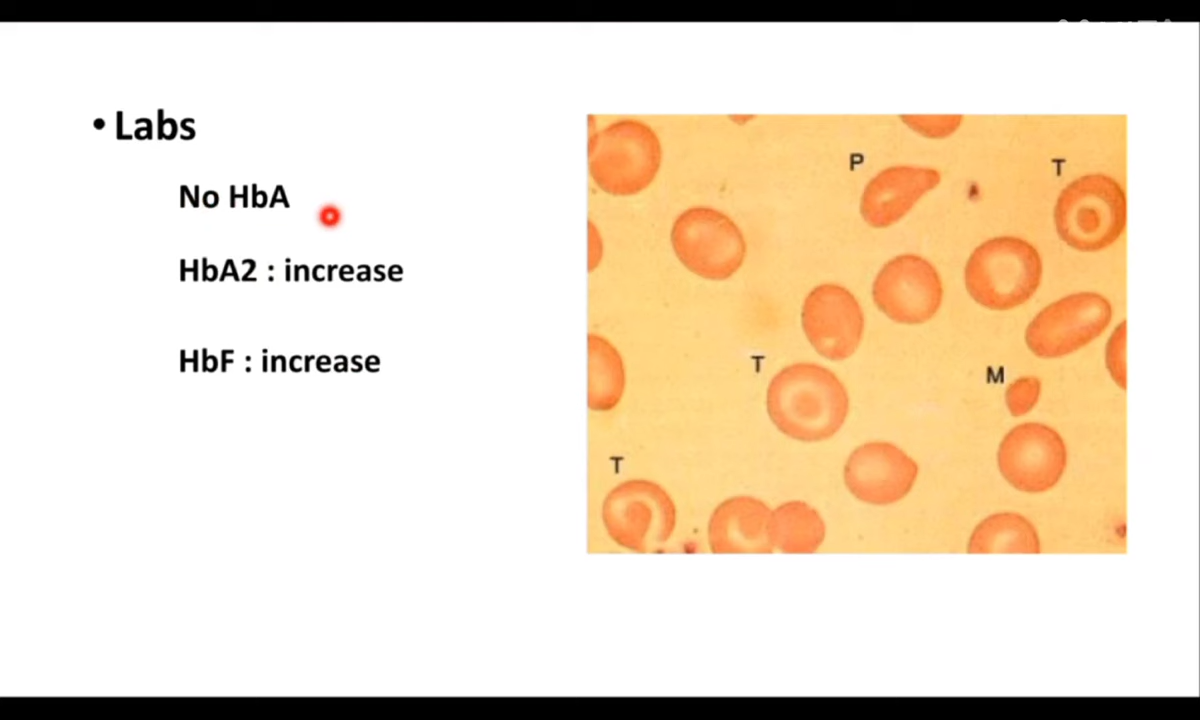 • Labs
No HbA
HbA2 : increase
HbF : increase
P
T
T
M
T